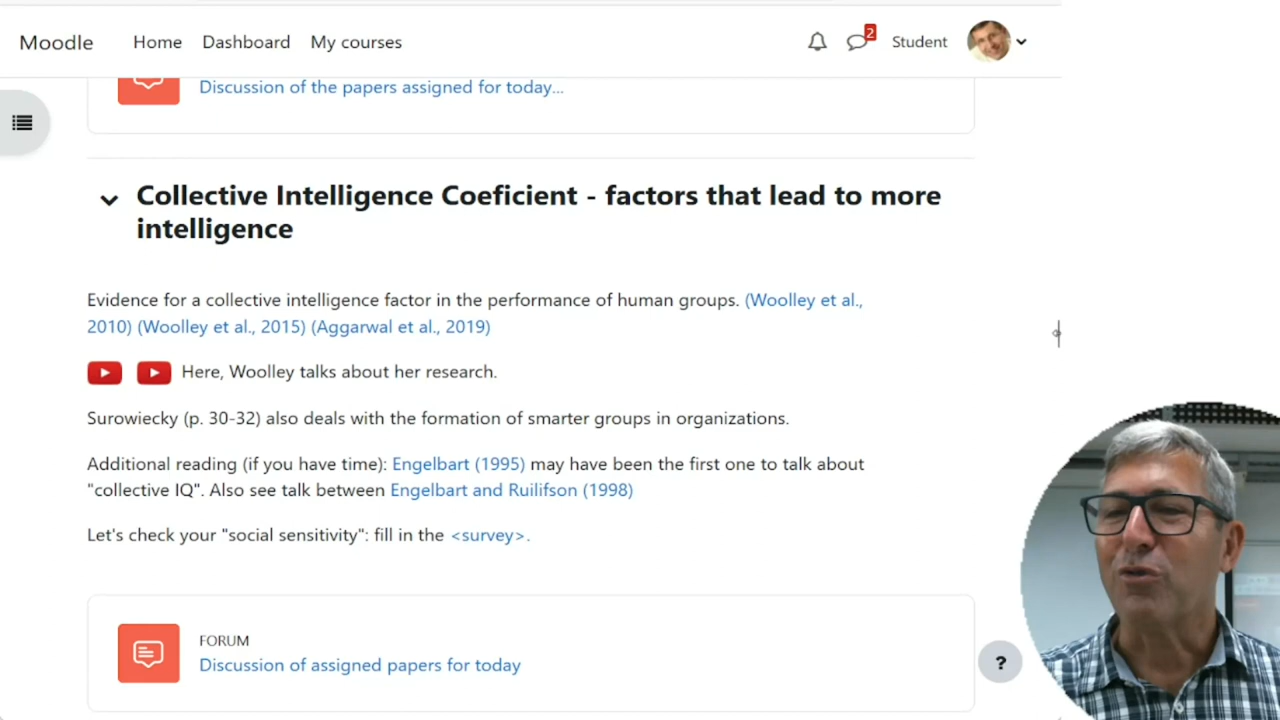 Moodle Home Dashboard My courses 2 Student
Discussion of the papers assigned for today...
Collective Intelligence Coeficient - factors that lead to more
intelligence
Evidence for a collective intelligence factor in the performance of human groups. (Woolley et al.,
2010) (Woolley et al., 2015) (Aggarwal et al., 2019)
Here, Woolley talks about her research.
Surowiecky (p. 30-32) also deals with the formation of smarter groups in organizations.
Additional reading (if you have time): Engelbart (1995) may have been the first one to talk about
"collective IQ". Also see talk between Engelbart and Ruilifson (1998)
Let's check your "social sensitivity": fill in the <survey>.
FORUM
Discussion of assigned papers for today
?